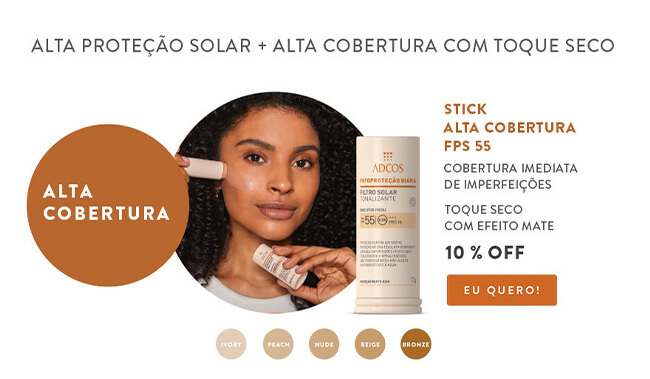 ALTA PROTEÇÃO SOLAR + ALTA COBERTURA COM TOQUE SECO
ALTA
COBERTURA
ADCOS
FOTOPROTEÇÃO DIÁRIA
FILTRO SOLAR
TONALIZANTE
55
STICK
ALTA COBERTURA
FPS 55
COBERTURA IMEDIATA
DE IMPERFEIÇÕES
TOQUE SECO
COM EFEITO MATE
10 % OFF
EU QUERO!
IVORY
PEACH
NUDE
BEIGE
BRONZE